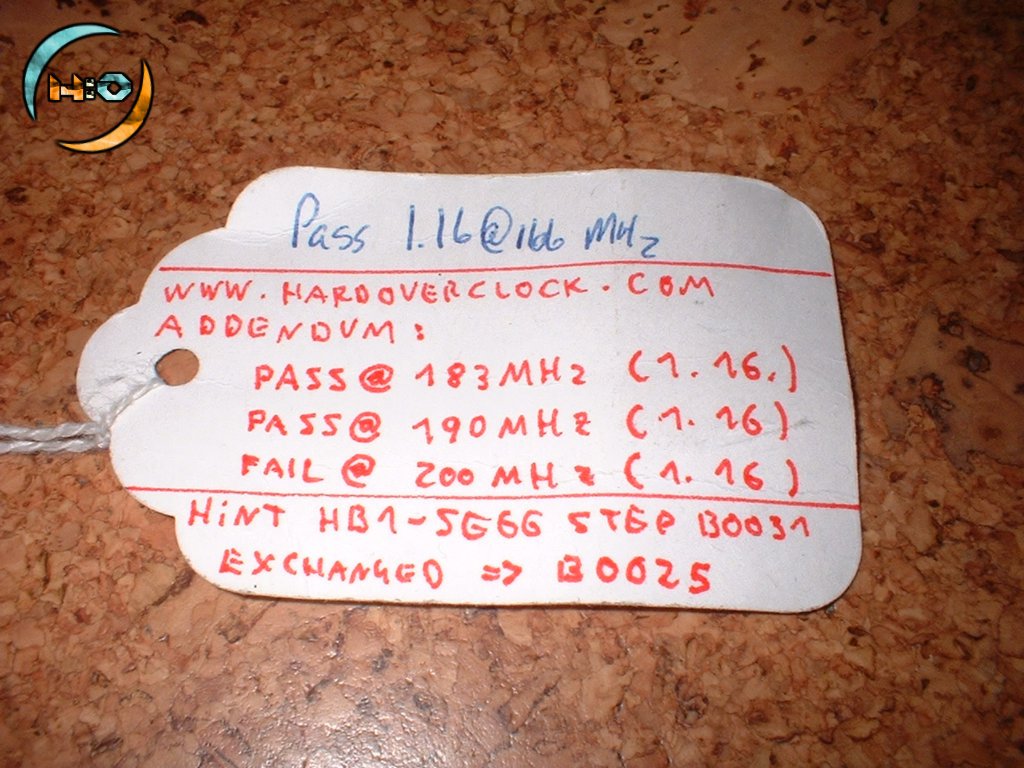 H:O
Pass 1.16@166 MHz
WWW.HARDOVERCLOCK.COM
ADDENDUM:
PASS@ 183MHz (1.16.)
PASS@ 190MHz (1.16)
FAIL@ 200MHz (1.16)
HiNT HB1-SE66 STEP B0031
EXCHANGED => B0025